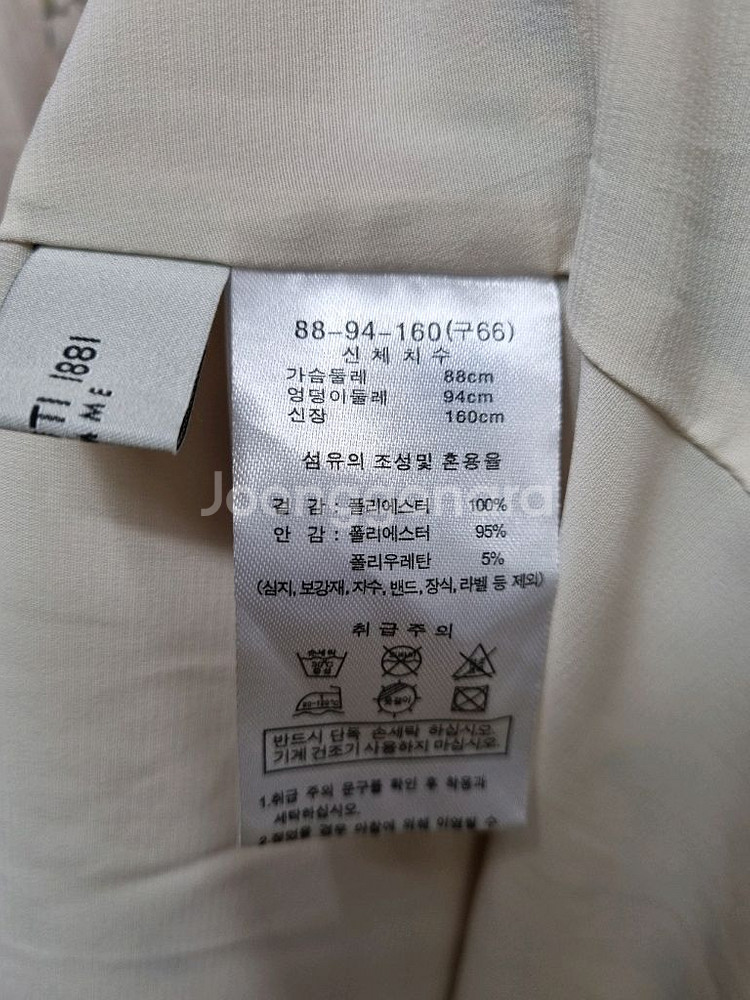 88-94-160(구66)
신체치수
가슴둘레 88cm
엉덩이둘레 94cm
신장 160cm
섬유의 조성및 혼용율
겉 감 : 폴리에스터 100%
안 감 : 폴리에스터 95%
폴리우레탄 5%
(심지, 보강재, 자수, 밴드, 장식, 라벨 등 제외)
취급주의
손세탁
반드시 단독 손세탁 하십시오.
기계 건조기 사용하지 마십시오.
1.취급 주의 문구를 확인 후 착용과
세탁하십시오.
1881
Joonggonara